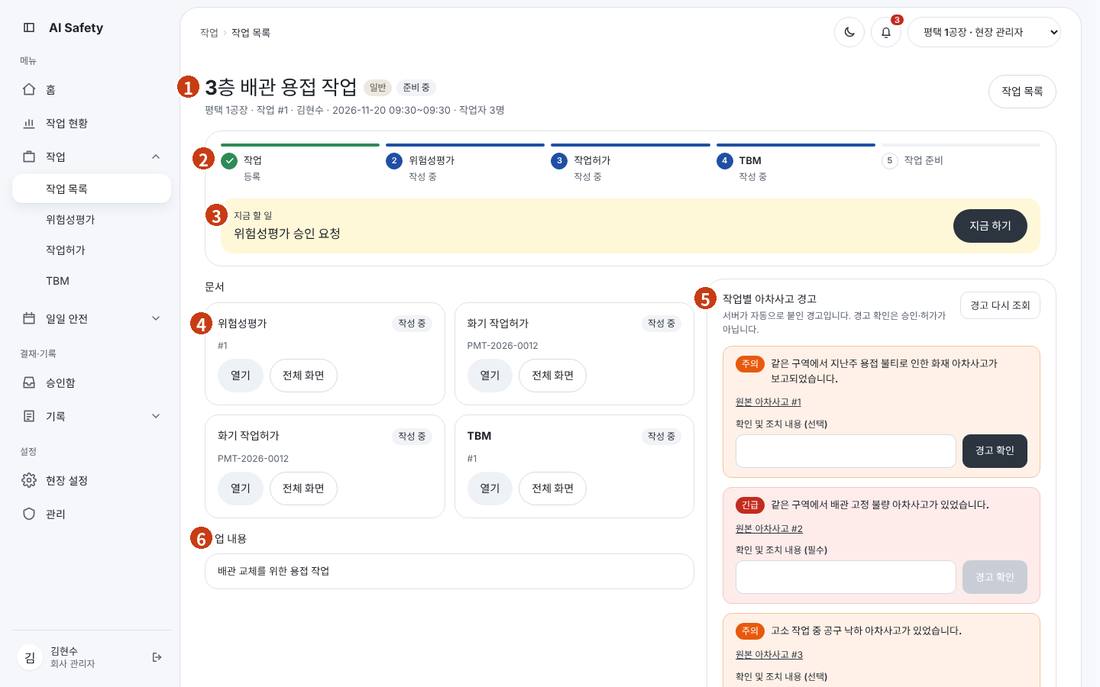 AI Safety
메뉴
홈
작업 현황
작업
작업 목록
위험성평가
작업허가
TBM
일일 안전
결재·기록
승인함
기록
설정
현장 설정
관리
김
김현수
회사 관리자
작업 › 작업 목록
3
평택 1공장 · 현장 관리자
1
3층 배관 용접 작업 일반 준비 중
평택 1공장 · 작업 #1 · 김현수 · 2026-11-20 09:30~09:30 · 작업자 3명
작업 목록
2
작업
등록
2 위험성평가
작성 중
3 작업허가
작성 중
4 TBM
작성 중
5 작업 준비
3
지금 할 일
위험성평가 승인 요청
지금 하기
문서
4
위험성평가 작성 중
#1
열기 전체 화면
화기 작업허가 작성 중
PMT-2026-0012
열기 전체 화면
화기 작업허가 작성 중
PMT-2026-0012
열기 전체 화면
TBM 작성 중
#1
열기 전체 화면
6 업 내용
배관 교체를 위한 용접 작업
5
작업별 아차사고 경고
서버가 자동으로 붙인 경고입니다. 경고 확인은 승인·허가가
아닙니다.
경고 다시 조회
주의 같은 구역에서 지난주 용접 불티로 인한 화재 아차사고가
보고되었습니다.
원본 아차사고 #1
확인 및 조치 내용 (선택)
경고 확인
긴급 같은 구역에서 배관 고정 불량 아차사고가 있었습니다.
원본 아차사고 #2
확인 및 조치 내용 (필수)
경고 확인
주의 고소 작업 중 공구 낙하 아차사고가 있었습니다.
원본 아차사고 #3
확인 및 조치 내용 (선택)